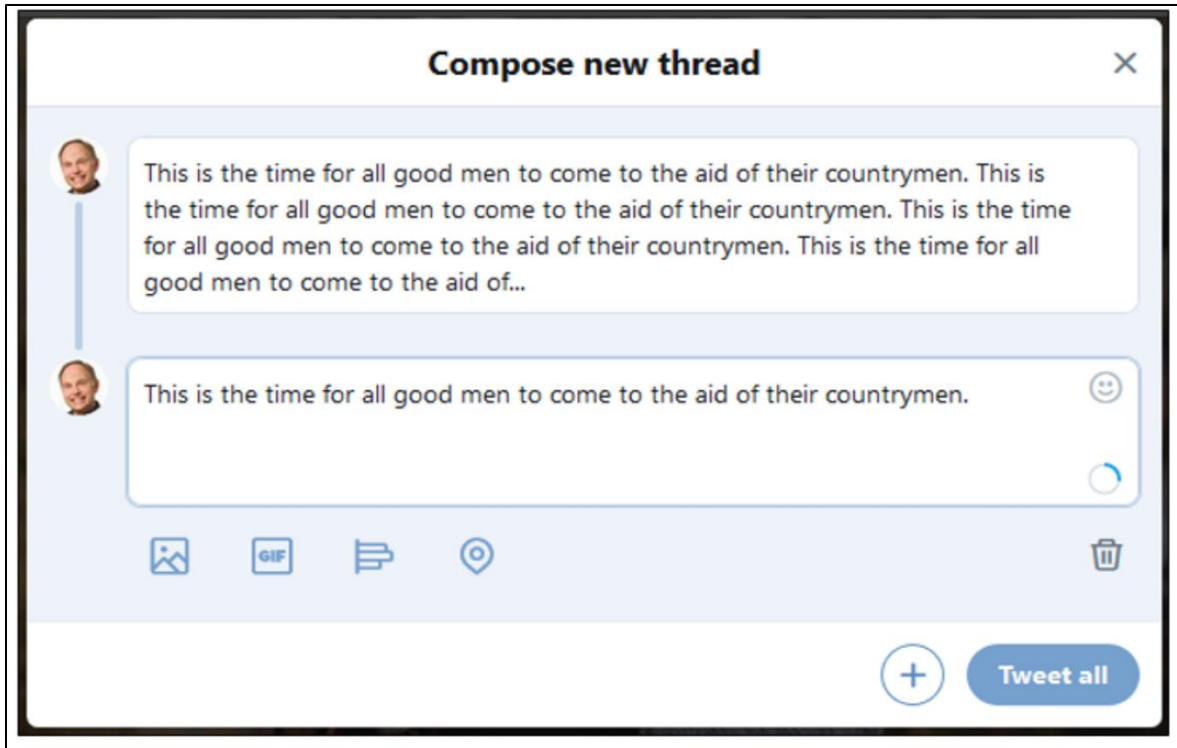 Compose new thread
This is the time for all good men to come to the aid of their countrymen. This is
the time for all good men to come to the aid of their countrymen. This is the time
for all good men to come to the aid of their countrymen. This is the time for all
good men to come to the aid of...
This is the time for all good men to come to the aid of their countrymen.
GIF
Tweet all